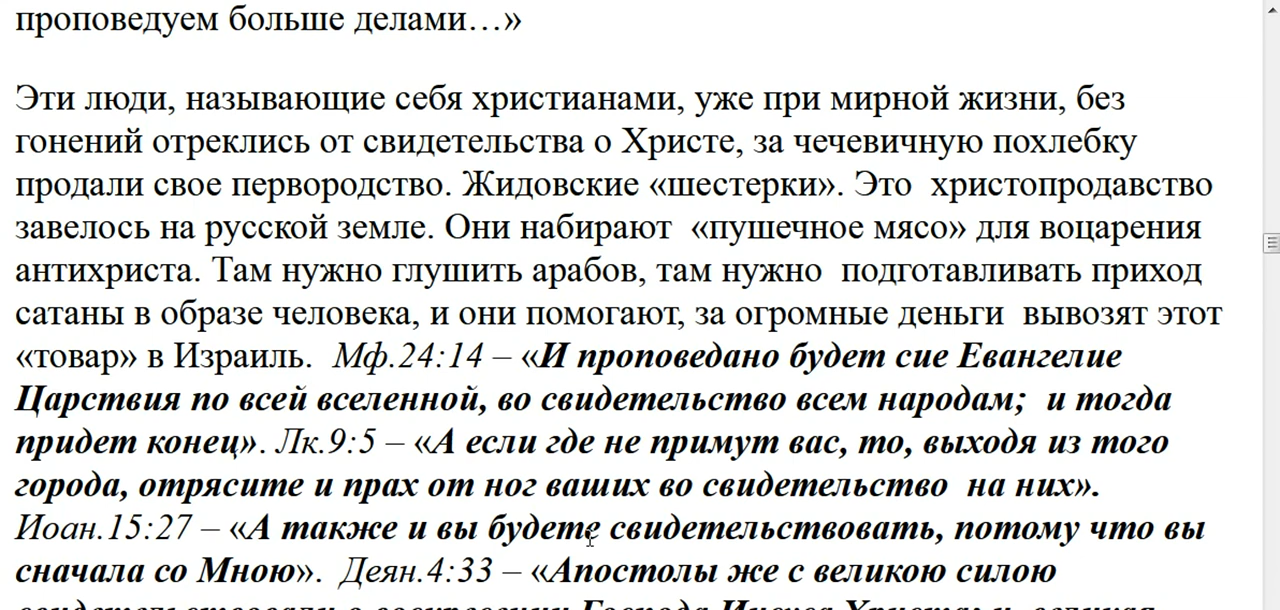 проповедуем больше делами…»
Эти люди, называющие себя христианами, уже при мирной жизни, без
гонений отреклись от свидетельства о Христе, за чечевичную похлебку
продали свое первородство. Жидовские «шестерки». Это христопродавство
завелось на русской земле. Они набирают «пушечное мясо» для воцарения
антихриста. Там нужно глушить арабов, там нужно подготавливать приход
сатаны в образе человека, и они помогают, за огромные деньги вывозят этот
«товар» в Израиль. Мф.24:14 – «И проповедано будет сие Евангелие
Царствия по всей вселенной, во свидетельство всем народам; и тогда
придет конец». Лк.9:5 – «А если где не примут вас, то, выходя из того
города, отрясите и прах от ног ваших во свидетельство на них».
Иоан.15:27 – «А также и вы будете свидетельствовать, потому что вы
сначала со Мною». Деян.4:33 – «Апостолы же с великою силою
свидетельствовали о воскресении Господа Иисуса Христа; и великая